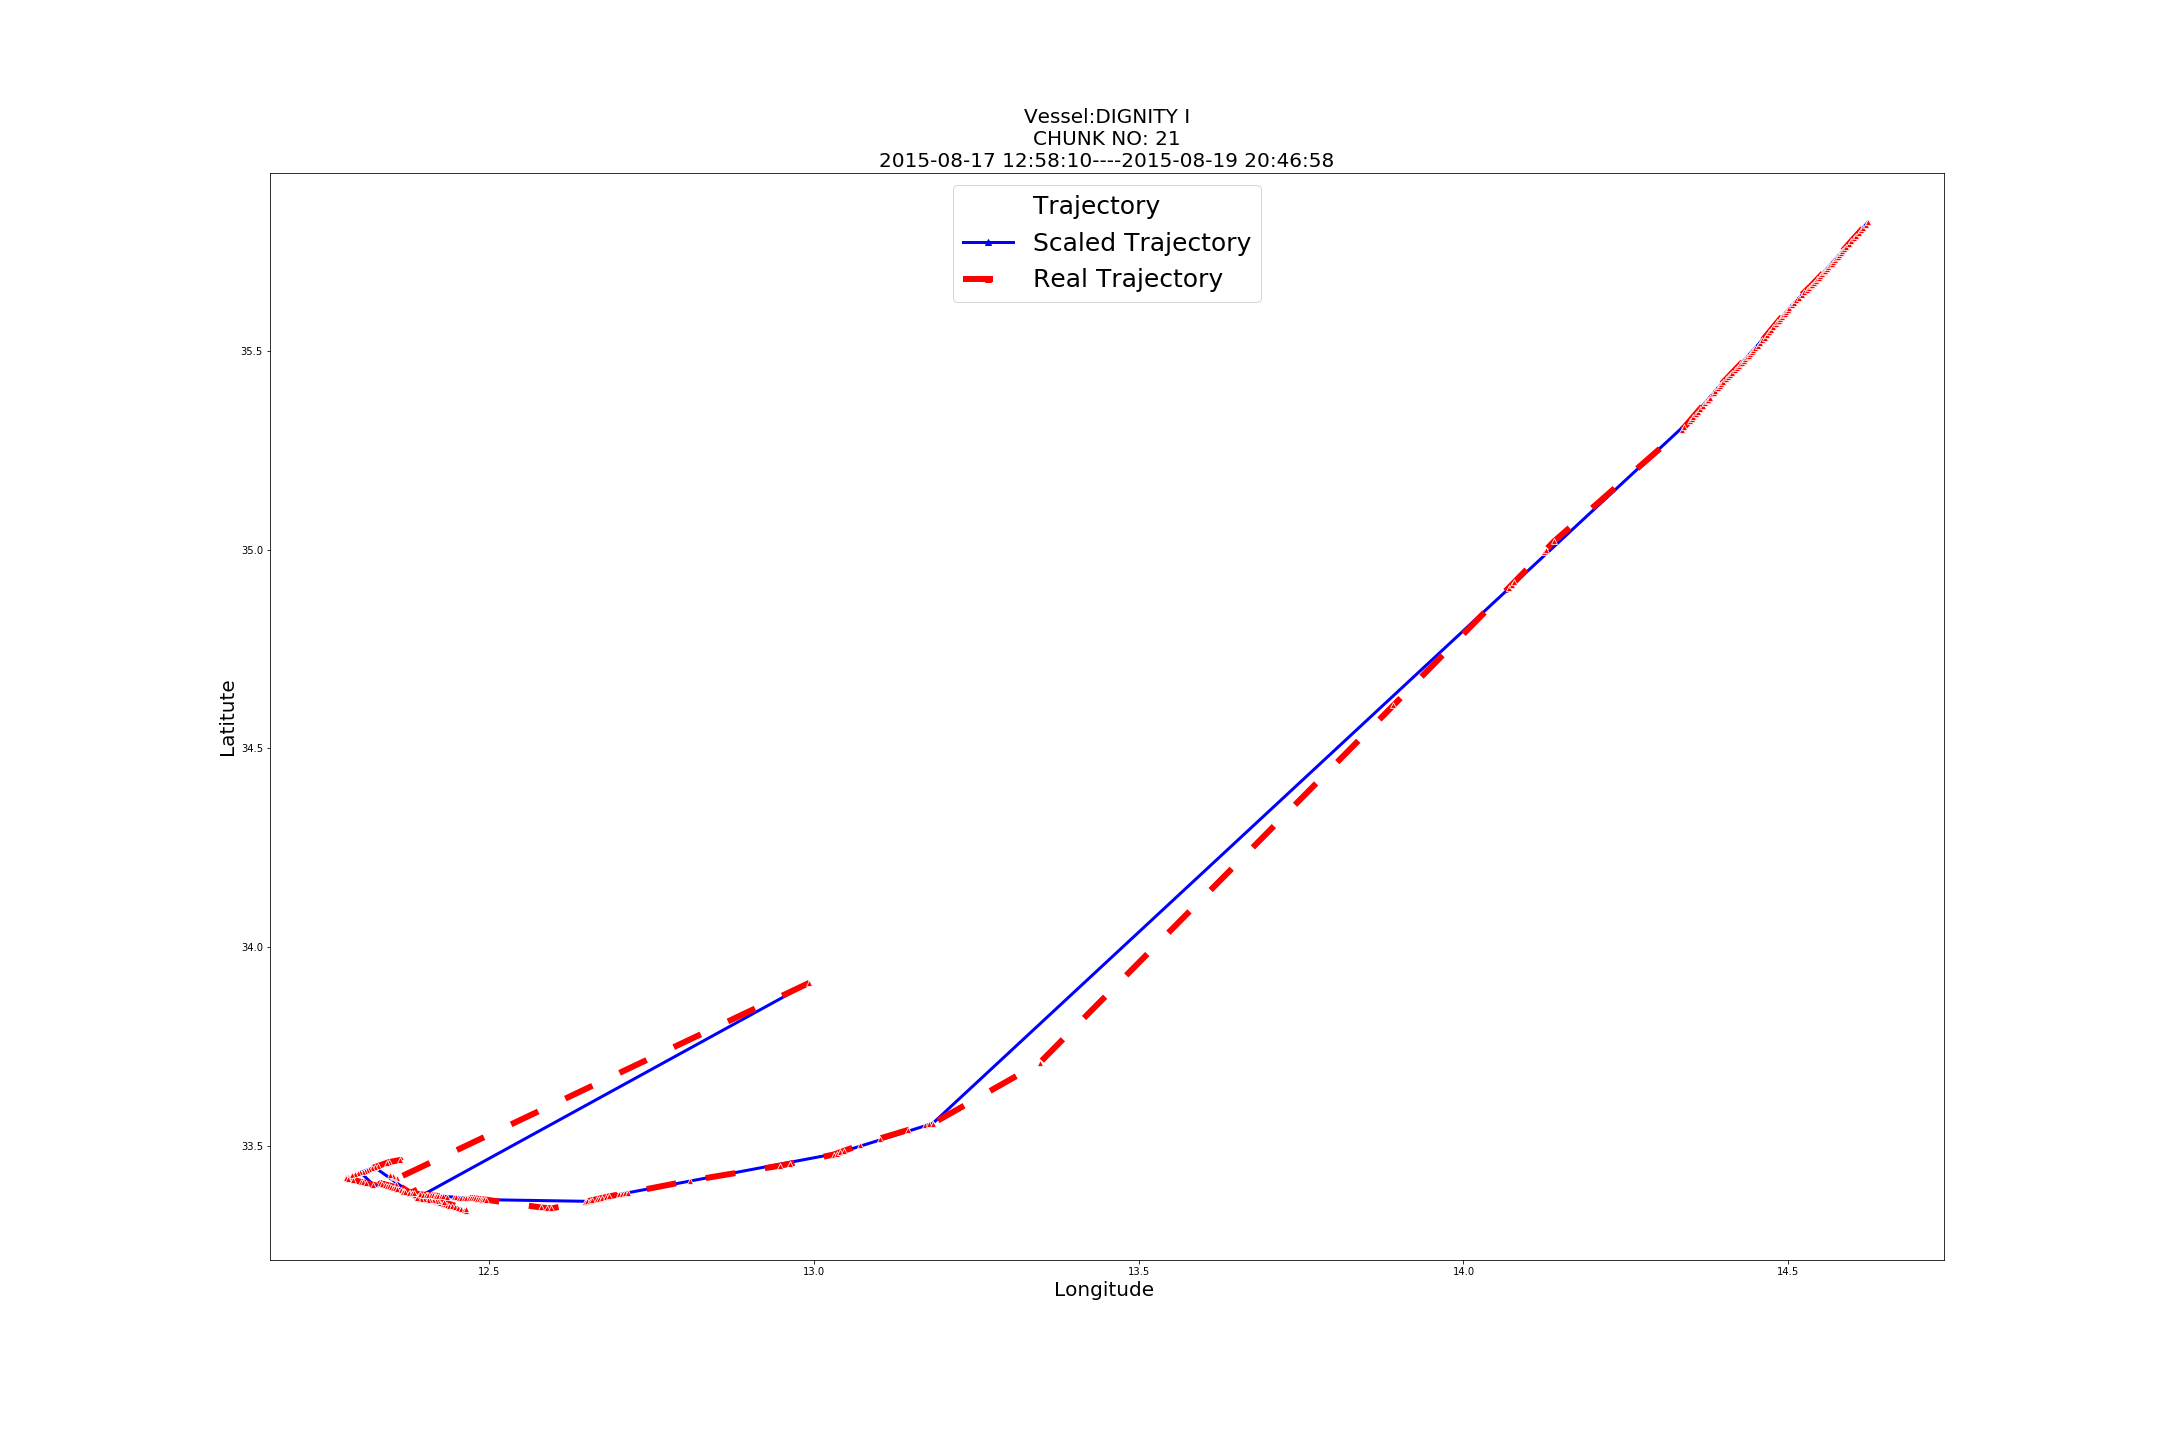 Vessel:DIGNITY I
CHUNK NO: 21
2015-08-17 12:58:10----2015-08-19 20:46:58
Trajectory
Scaled Trajectory
Real Trajectory
Latitute
35.5
35.0
34.5
34.0
33.5
12.5 13.0 13.5 14.0 14.5
Longitude